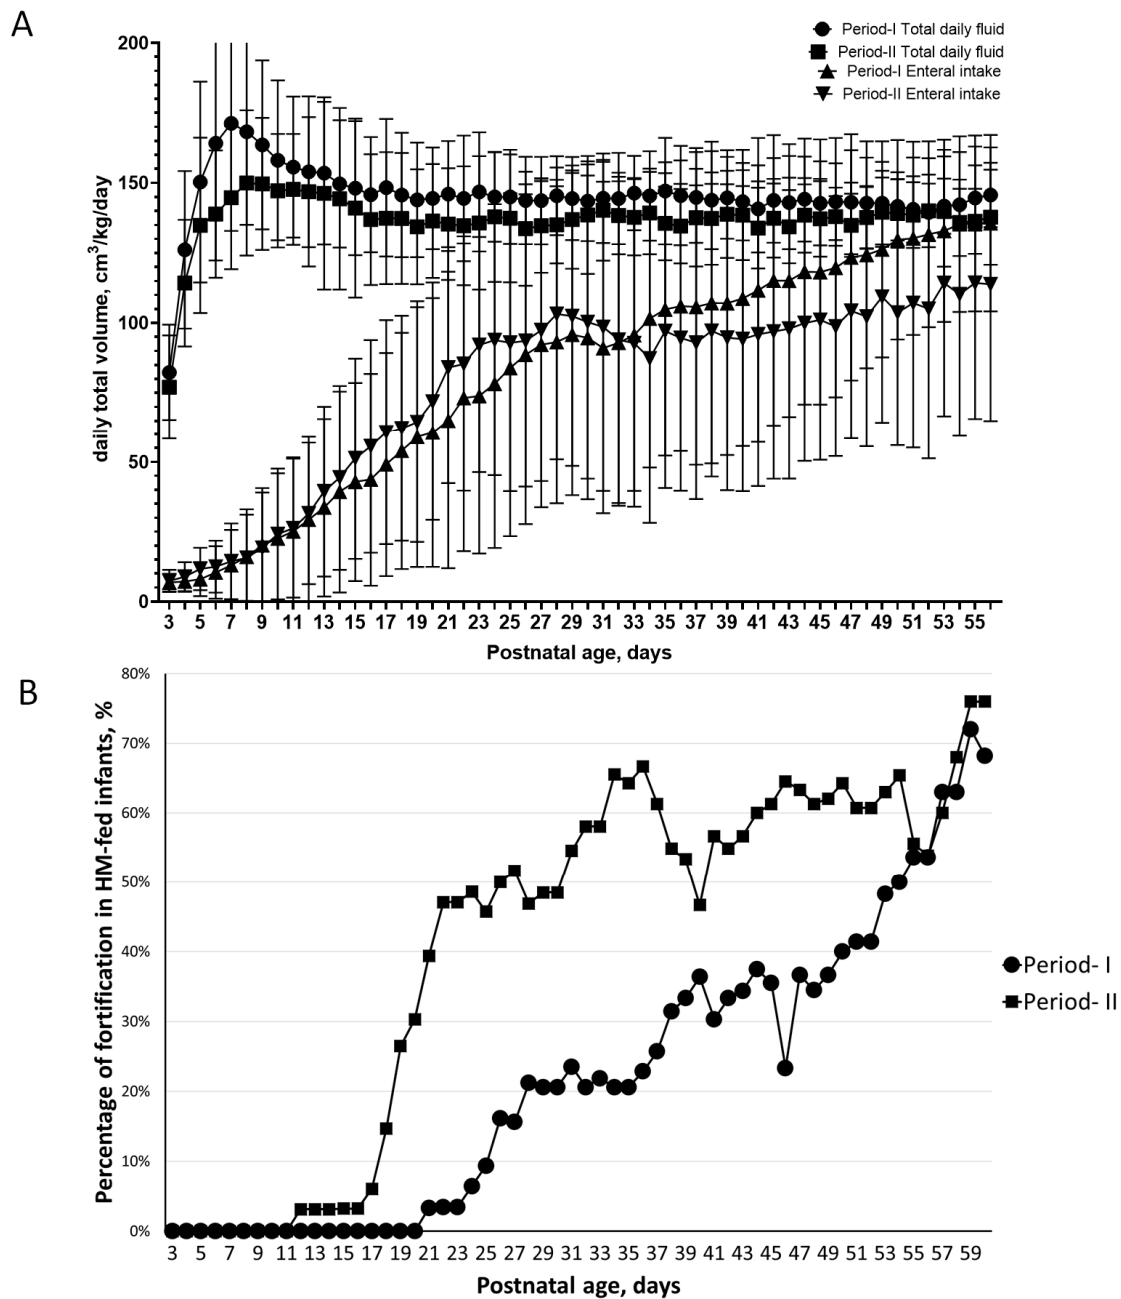 A
Period-I Total daily fluid
Period-II Total daily fluid
Period-I Enteral intake
Period-II Enteral intake
daily total volume, cm³/kg/day
200
150
100
50
0
3 5 7 9 11 13 15 17 19 21 23 25 27 29 31 33 35 37 39 41 43 45 47 49 51 53 55
Postnatal age, days
B
Percentage of fortification in HM-fed infants, %
80%
70%
60%
50%
40%
30%
20%
10%
0%
Period- I
Period- II
3 5 7 9 11 13 15 17 19 21 23 25 27 29 31 33 35 37 39 41 43 45 47 49 51 53 55 57 59
Postnatal age, days